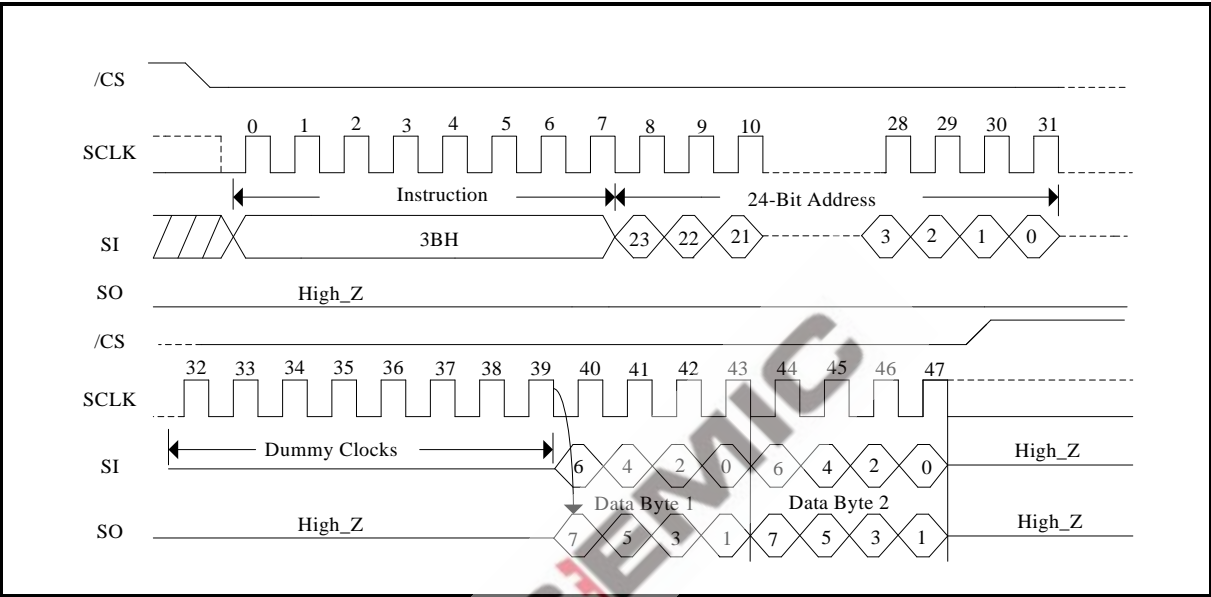 /CS
0 1 2 3 4 5 6 7 8 9 10 28 29 30 31
SCLK
Instruction 24-Bit Address
SI 3BH 23 22 21 3 2 1 0
SO High_Z
/CS
32 33 34 35 36 37 38 39 40 41 42 43 44 45 46 47
SCLK
Dummy Clocks
SI 6 4 2 0 6 4 2 0 High_Z
Data Byte 1 Data Byte 2
SO High_Z 7 5 3 1 7 5 3 1 High_Z